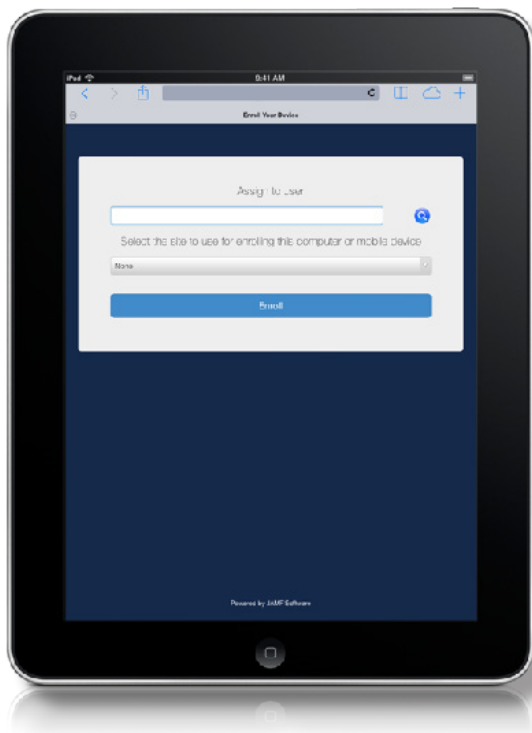 iPad 9:41 AM
Enroll Your Device
Assign to user
Select the site to use for enrolling this computer or mobile device
None
Enroll
Powered by JAMF Software